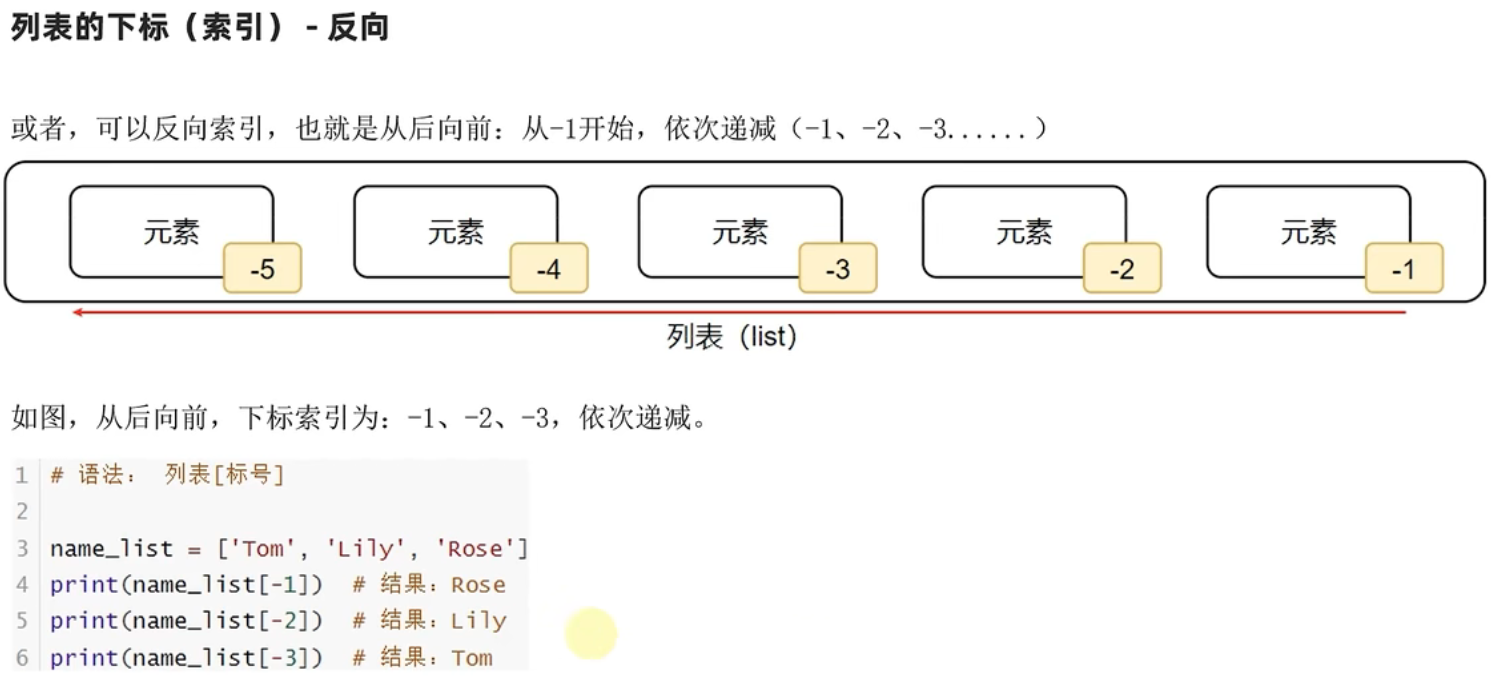 列表的下标（索引） - 反向
或者，可以反向索引，也就是从后向前：从-1开始，依次递减（-1、-2、-3......）
元素 元素 元素 元素 元素
-5 -4 -3 -2 -1
列表（list）
如图，从后向前，下标索引为：-1、-2、-3，依次递减。
1 # 语法： 列表[标号]
2
3 name_list = ['Tom', 'Lily', 'Rose']
4 print(name_list[-1])  # 结果：Rose
5 print(name_list[-2])  # 结果：Lily
6 print(name_list[-3])  # 结果：Tom